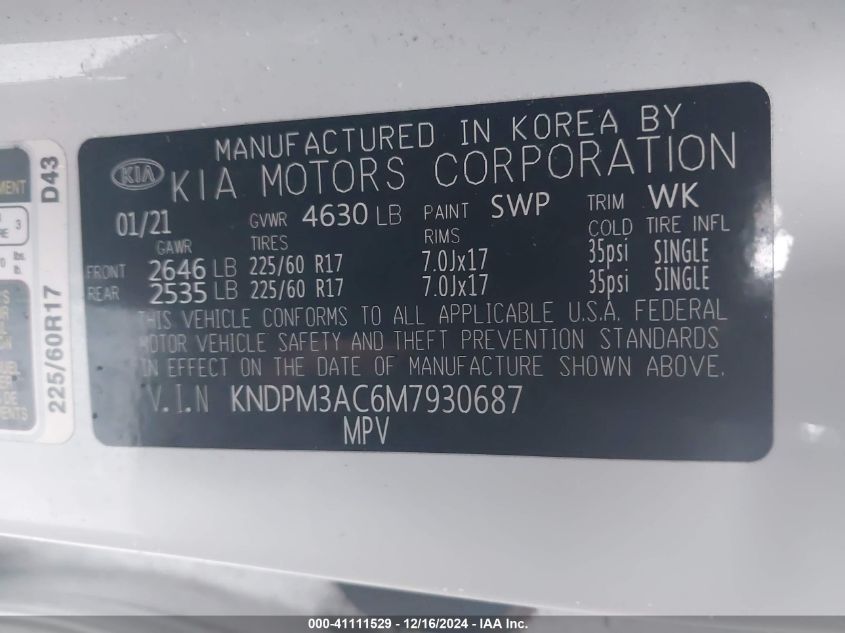 MANUFACTURED IN KOREA BY
KIA KIA MOTORS CORPORATION
01/21 GVWR 4630 LB PAINT SWP TRIM WK
GAWR TIRES RIMS COLD TIRE INFL
FRONT 2646 LB 225/60 R17 7.0Jx17 35psi SINGLE
REAR 2535 LB 225/60 R17 7.0Jx17 35psi SINGLE
THIS VEHICLE CONFORMS TO ALL APPLICABLE U.S.A. FEDERAL
MOTOR VEHICLE SAFETY AND THEFT PREVENTION STANDARDS
IN EFFECT ON THE DATE OF MANUFACTURE SHOWN ABOVE.
V.I.N KNDPM3AC6M7930687
MPV
225/60R17 D43
3
000-41111529 - 12/16/2024 - IAA, Inc.